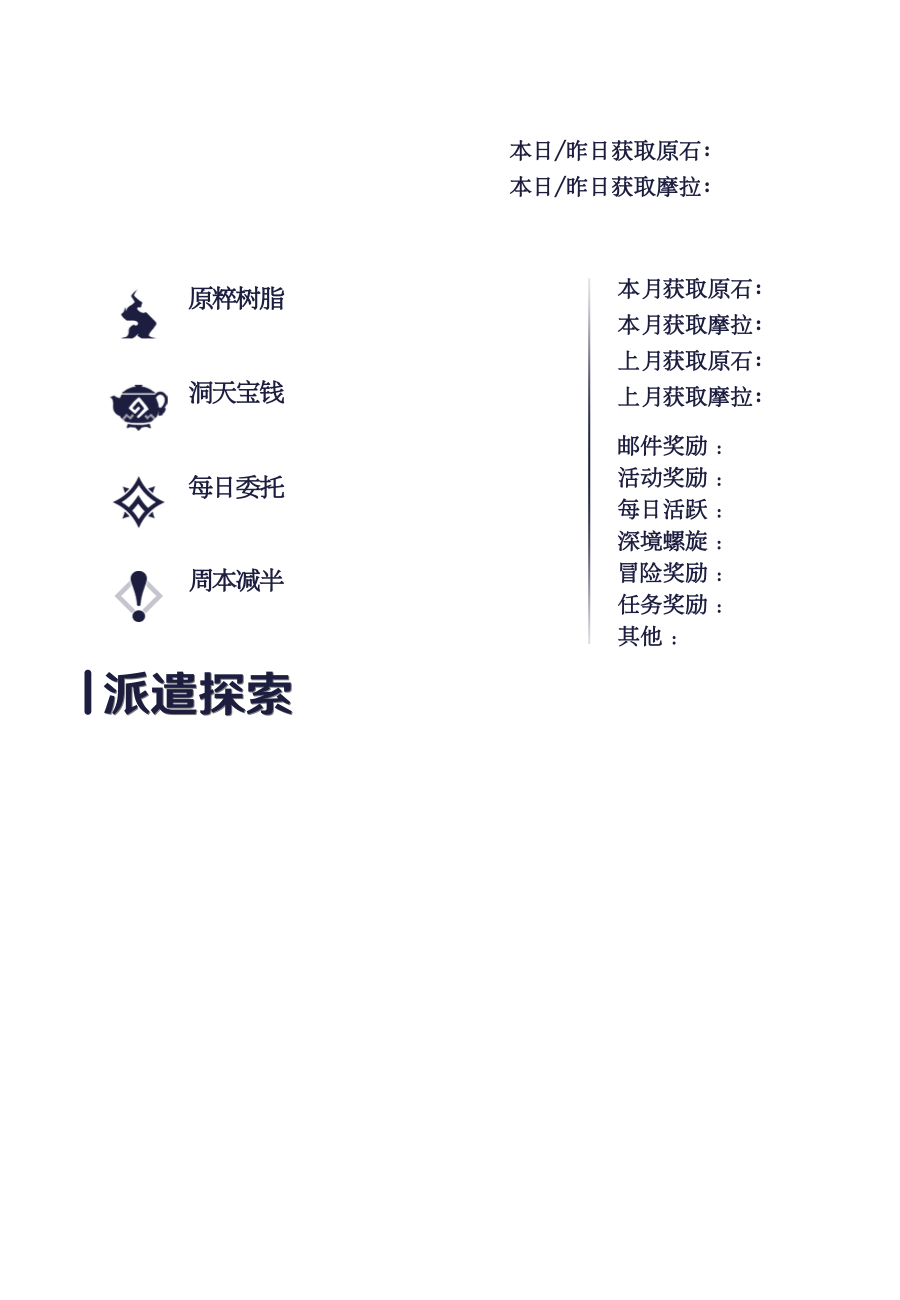 本日/昨日获取原石：
本日/昨日获取摩拉：
原粹树脂
洞天宝钱
每日委托
周本减半
本月获取原石：
本月获取摩拉：
上月获取原石：
上月获取摩拉：
邮件奖励：
活动奖励：
每日活跃：
深境螺旋：
冒险奖励：
任务奖励：
其他：
派遣探索